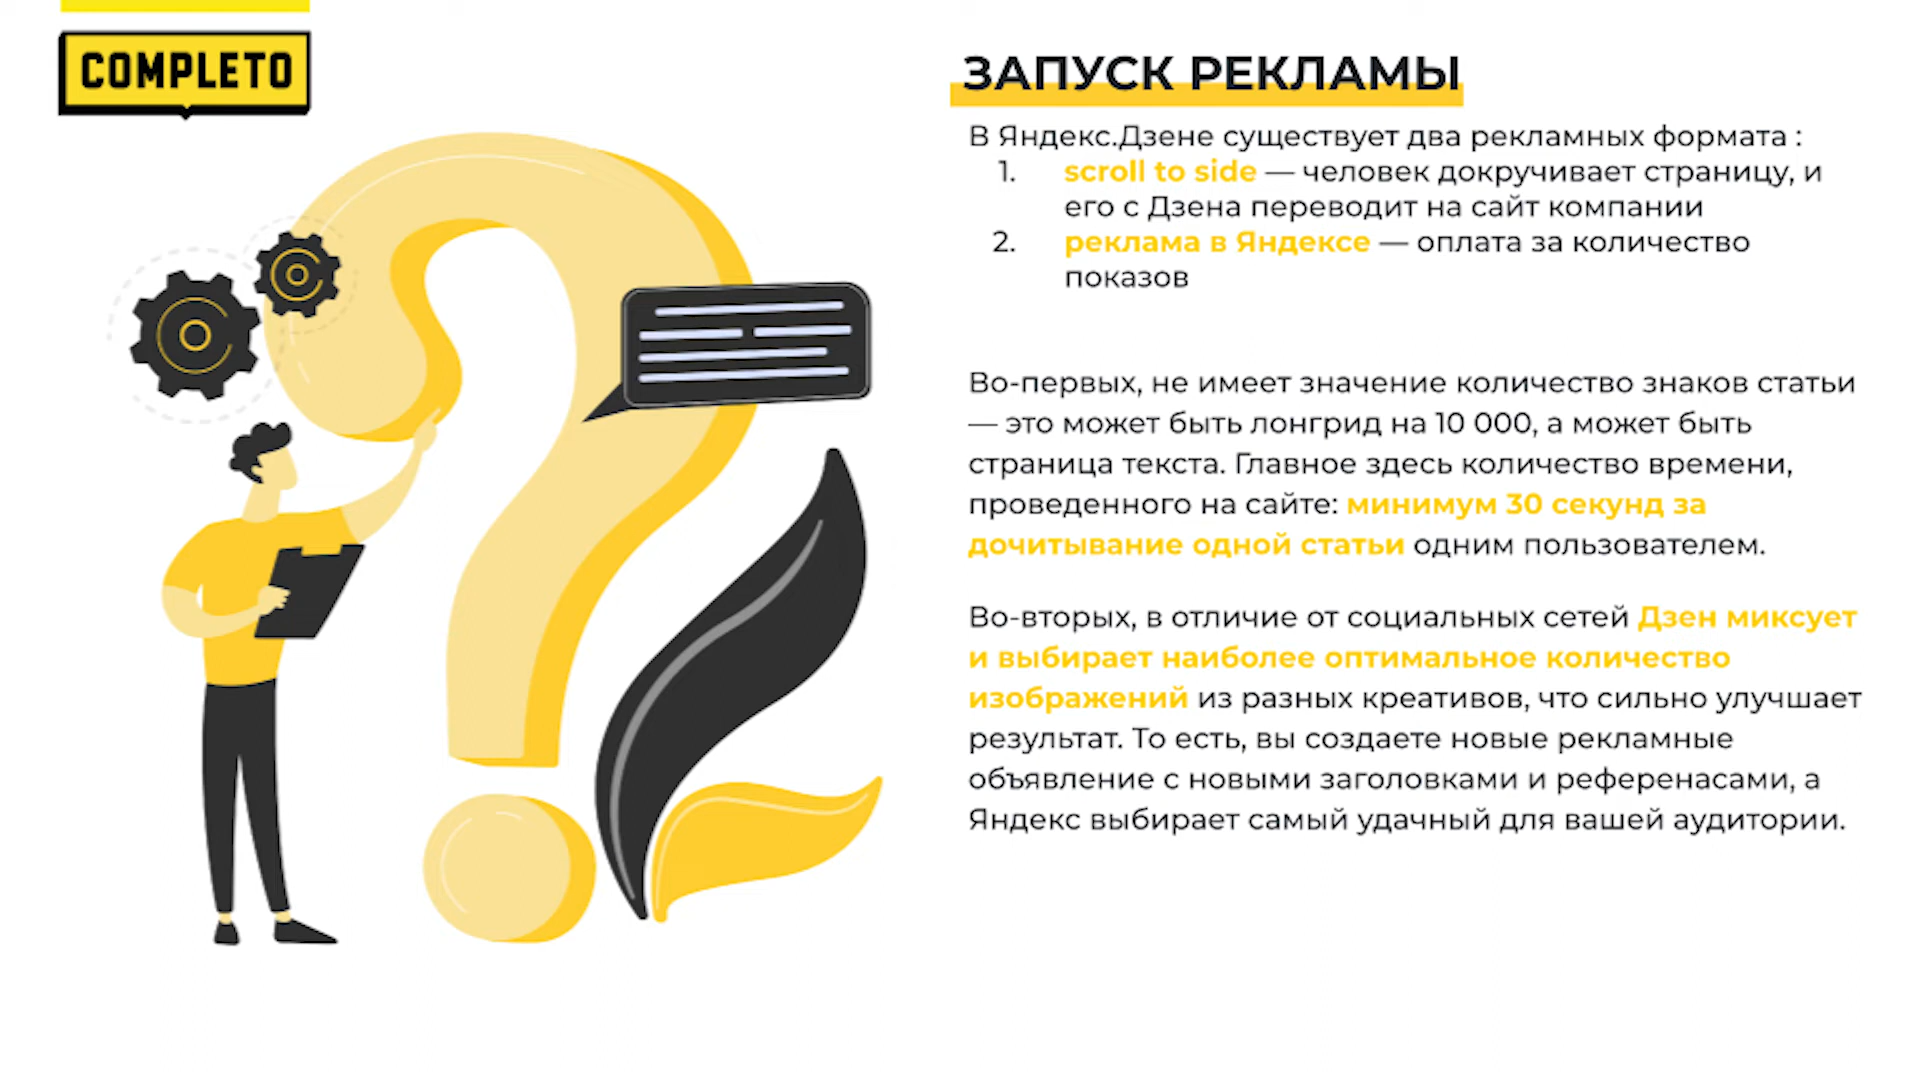 COMPLETO
ЗАПУСК РЕКЛАМЫ
В Яндекс.Дзене существует два рекламных формата :
1. scroll to side — человек докручивает страницу, и
его с Дзена переводит на сайт компании
2. реклама в Яндексе — оплата за количество
показов
Во-первых, не имеет значение количество знаков статьи
— это может быть лонгрид на 10 000, а может быть
страница текста. Главное здесь количество времени,
проведенного на сайте: минимум 30 секунд за
дочитывание одной статьи одним пользователем.
Во-вторых, в отличие от социальных сетей Дзен миксует
и выбирает наиболее оптимальное количество
изображений из разных креативов, что сильно улучшает
результат. То есть, вы создаете новые рекламные
объявление с новыми заголовками и референасами, а
Яндекс выбирает самый удачный для вашей аудитории.